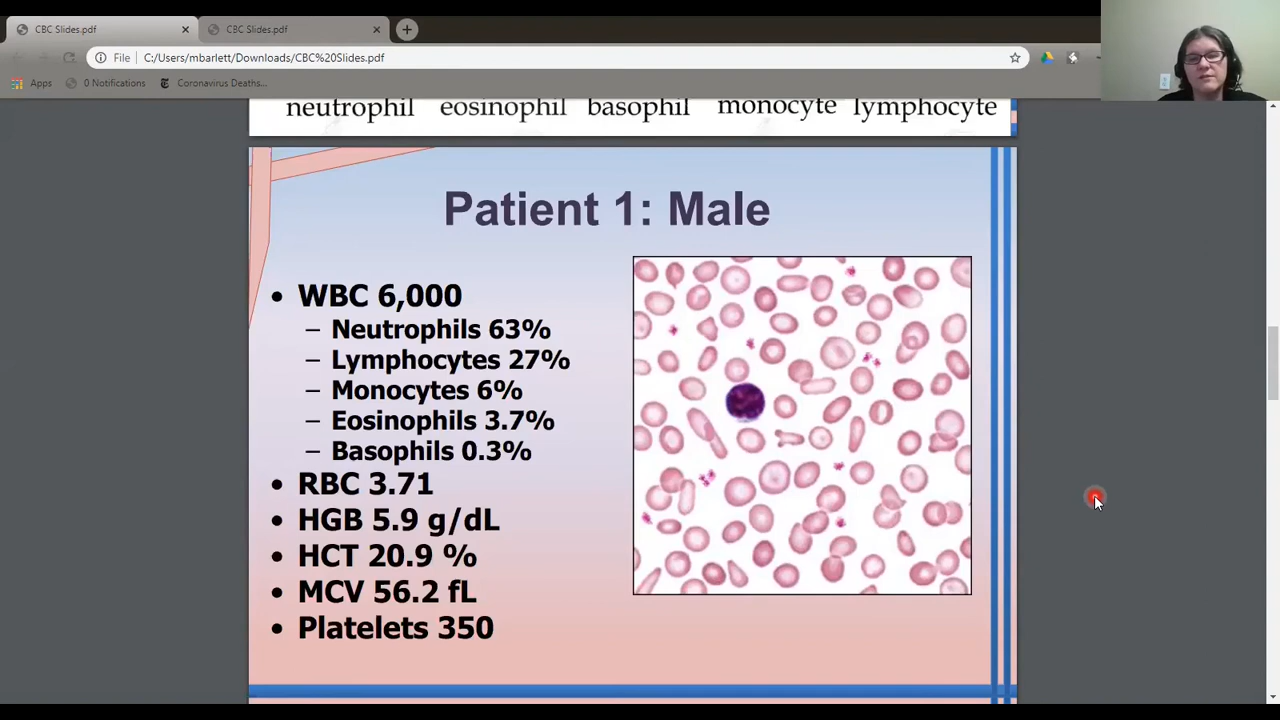 CBC Slides.pdf
CBC Slides.pdf
File
C:/Users/mbarlett/Downloads/CBC%20Slides.pdf
Apps
0 Notifications
Coronavirus Deaths...
neutrophil eosinophil basophil monocyte lymphocyte
Patient 1: Male
• WBC 6,000
– Neutrophils 63%
– Lymphocytes 27%
– Monocytes 6%
– Eosinophils 3.7%
– Basophils 0.3%
• RBC 3.71
• HGB 5.9 g/dL
• HCT 20.9 %
• MCV 56.2 fL
• Platelets 350